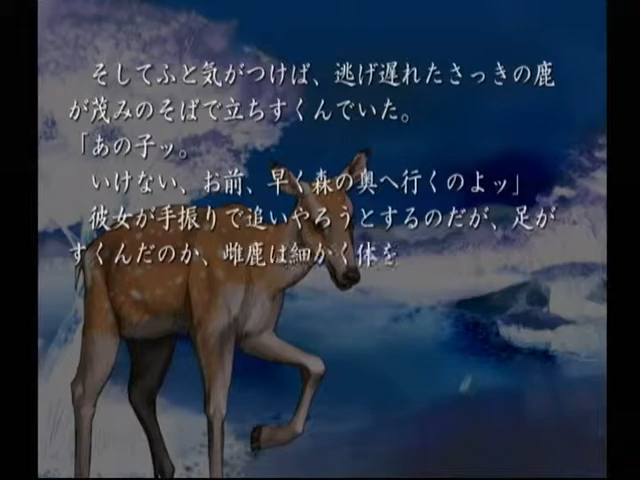 そしてふと気がつけば、逃げ遅れたさっきの鹿
が茂みのそばで立ちすくんでいた。
「あの子ッ。
いけない、お前、早く森の奥へ行くのよッ」
彼女が手振りで追いやろうとするのだが、足が
すくんだのか、雌鹿は細かく体を